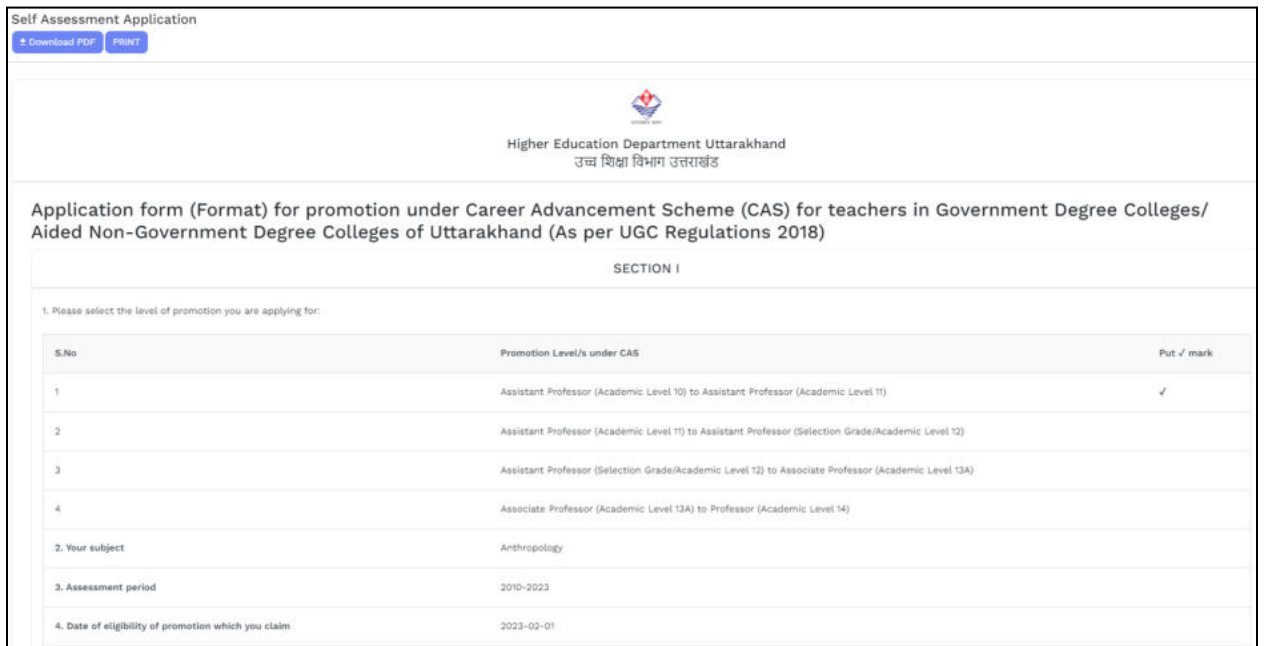 Self Assessment Application
Download PDF PRINT
Higher Education Department Uttarakhand
उच्च शिक्षा विभाग उत्तराखंड
Application form (Format) for promotion under Career Advancement Scheme (CAS) for teachers in Government Degree Colleges/
Aided Non-Government Degree Colleges of Uttarakhand (As per UGC Regulations 2018)
SECTION I
1. Please select the level of promotion you are applying for:
S.No Promotion Level/s under CAS Put √ mark
1 Assistant Professor (Academic Level 10) to Assistant Professor (Academic Level 11) ✓
2 Assistant Professor (Academic Level 11) to Assistant Professor (Selection Grade/Academic Level 12)
3 Assistant Professor (Selection Grade/Academic Level 12) to Associate Professor (Academic Level 13A)
4 Associate Professor (Academic Level 13A) to Professor (Academic Level 14)
2. Your subject Anthropology
3. Assessment period 2010-2023
4. Date of eligibility of promotion which you claim 2023-02-01